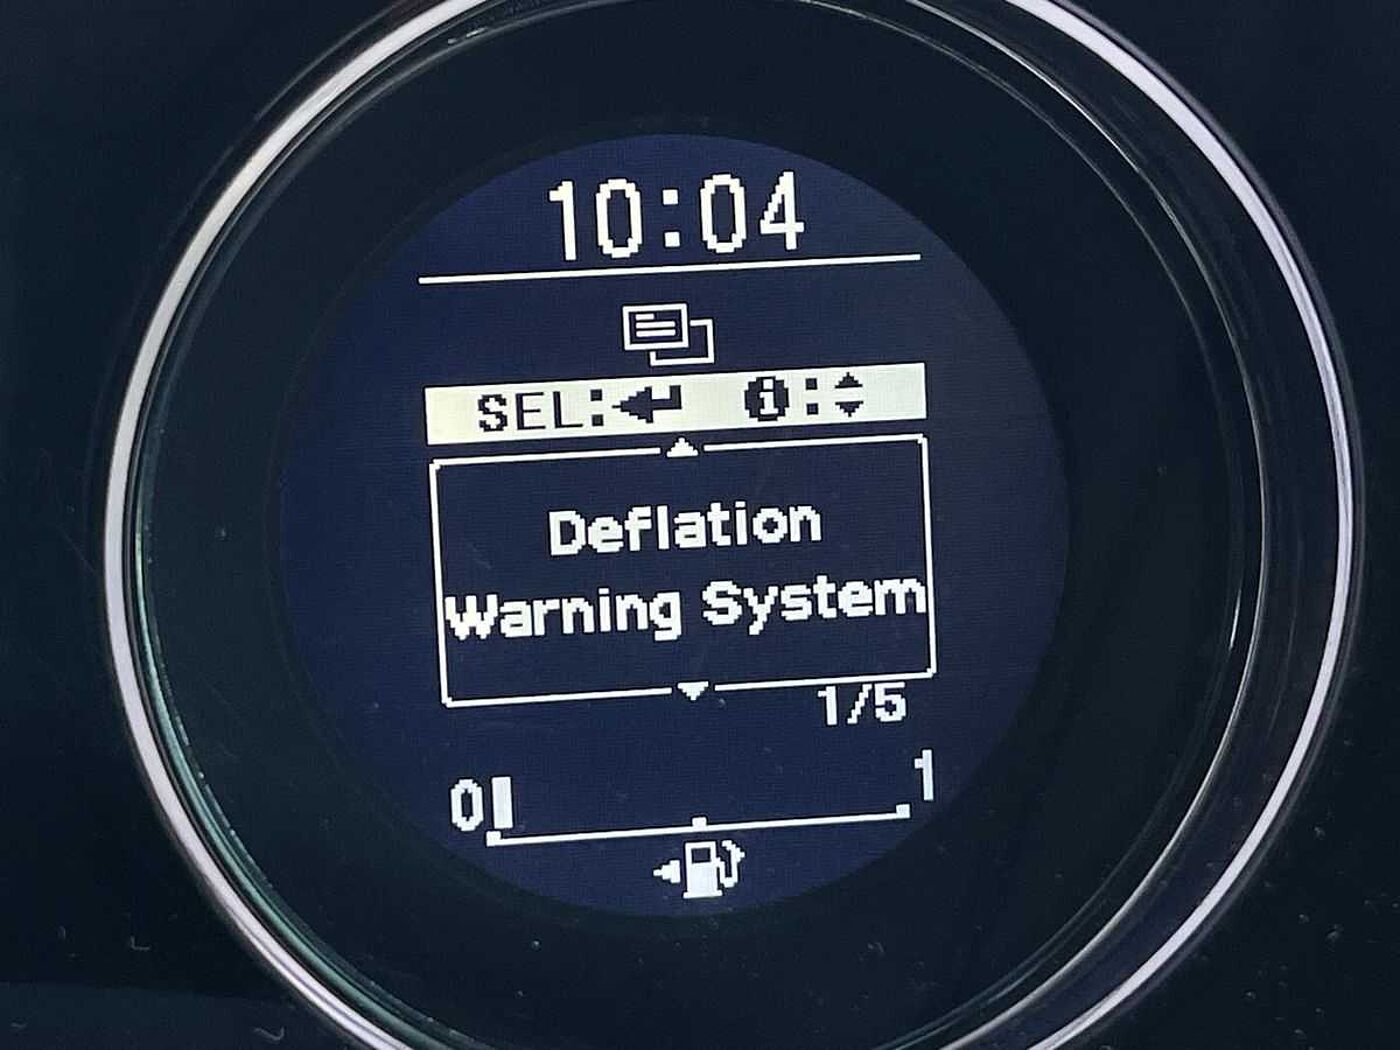 10:04
SEL: i:
Deflation
Warning System
1/5
0 1